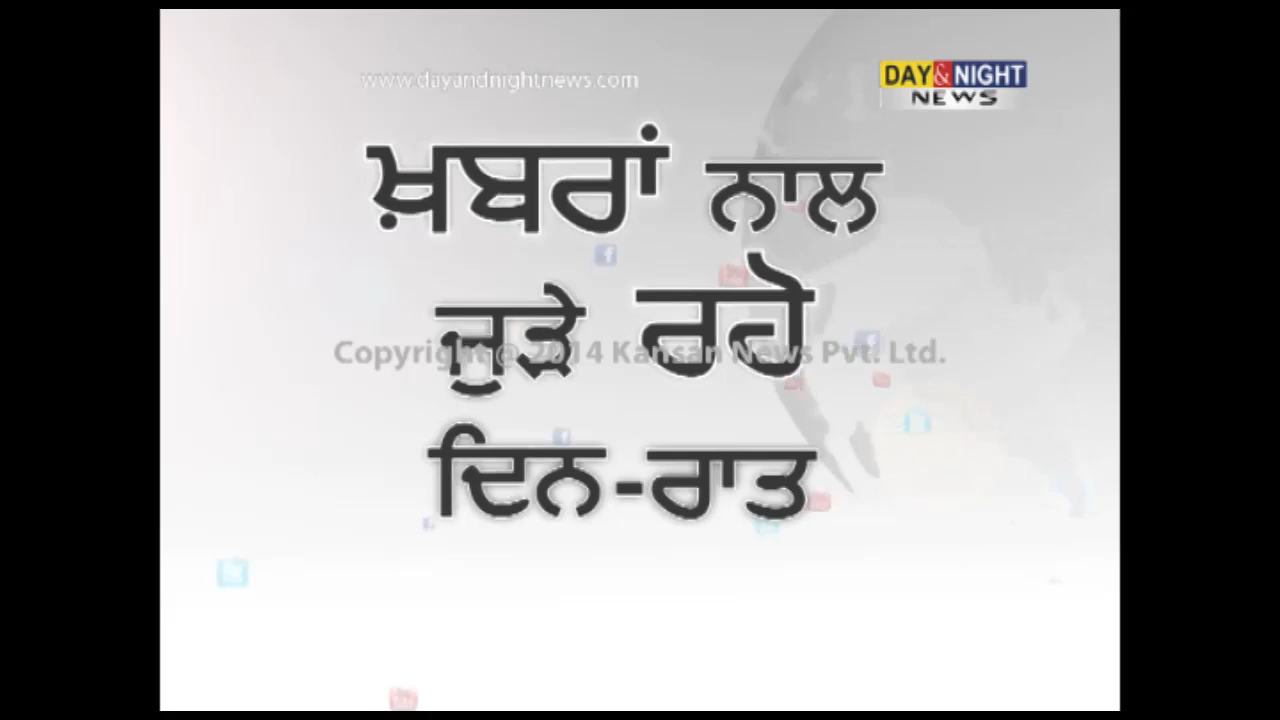 www.dayandnightnews.com
DAY&NIGHT
NEWS
ਖ਼ਬਰਾਂ ਨਾਲ
ਜੁੜੇ ਰਹੋ
Copyright @ 2014 Kansan News Pvt. Ltd.
ਦਿਨ-ਰਾਤ